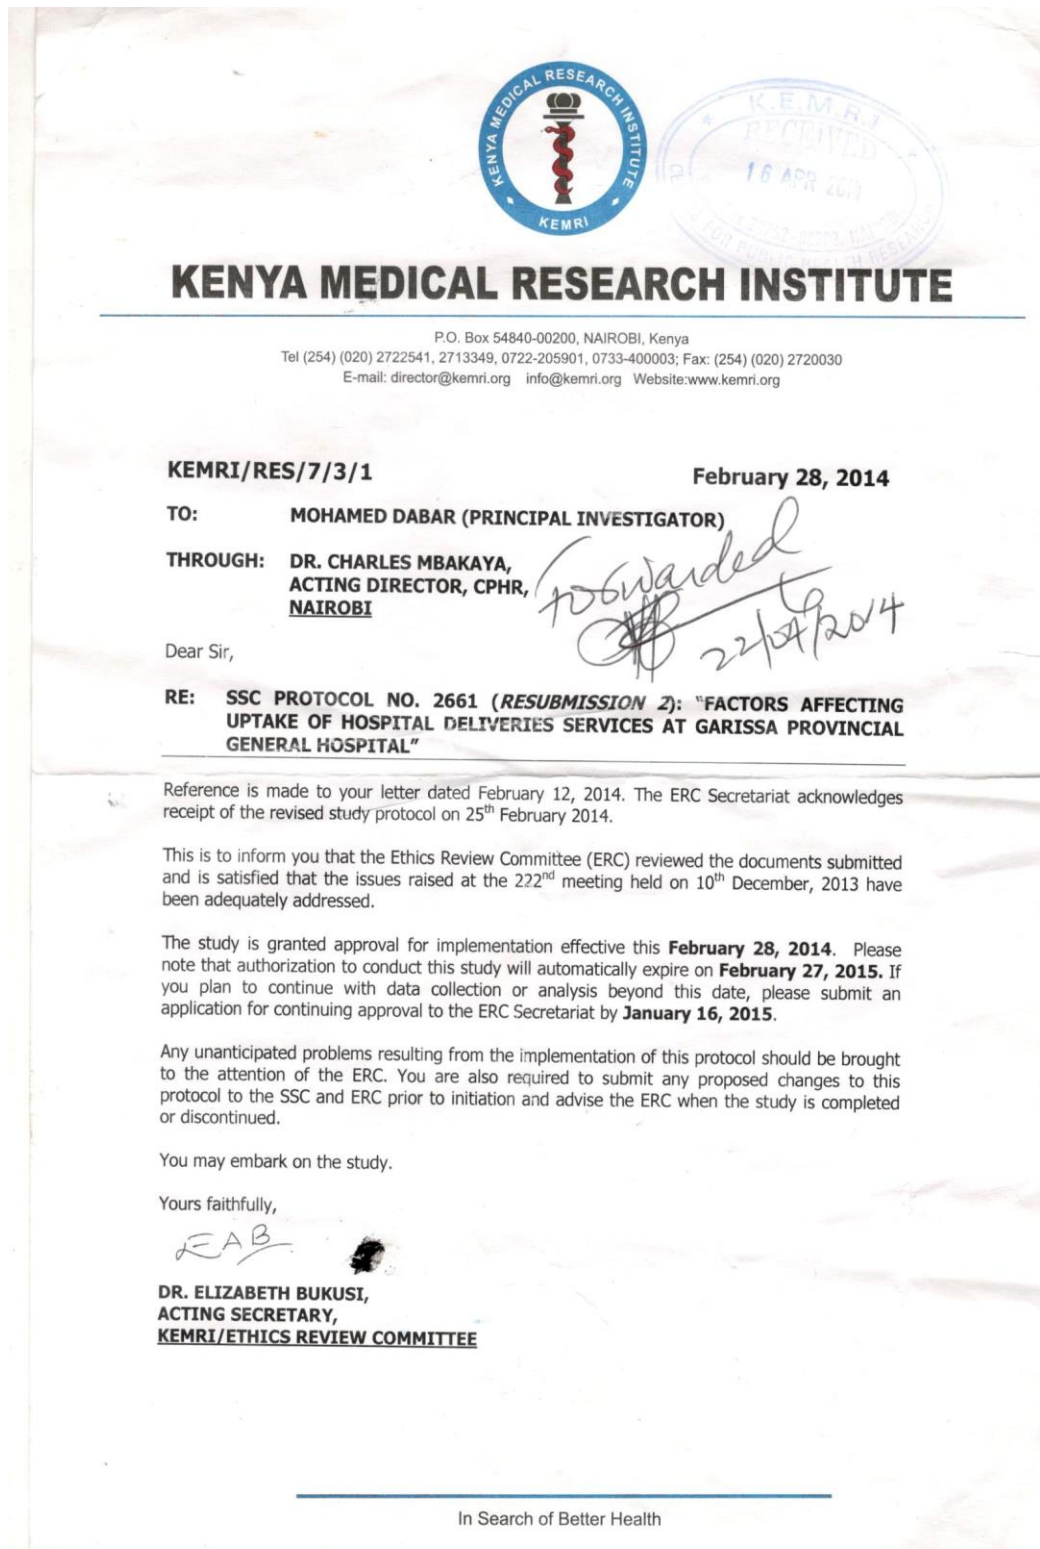 KENYA MEDICAL RESEARCH INSTITUTE
KEMRI
K.E.M.R.I
RECEIVED
16 APR 2014
FOR PUBLIC HEALTH RESEARCH
KENYA MEDICAL RESEARCH INSTITUTE
P.O. Box 54840-00200, NAIROBI, Kenya
Tel (254) (020) 2722541, 2713349, 0722-205901, 0733-400003; Fax: (254) (020) 2720030
E-mail: director@kemri.org info@kemri.org Website:www.kemri.org
KEMRI/RES/7/3/1 February 28, 2014
TO: MOHAMED DABAR (PRINCIPAL INVESTIGATOR)
THROUGH: DR. CHARLES MBAKAYA,
ACTING DIRECTOR, CPHR,
NAIROBI
Forwarded
22/04/2014
Dear Sir,
RE: SSC PROTOCOL NO. 2661 (RESUBMISSION 2): "FACTORS AFFECTING
UPTAKE OF HOSPITAL DELIVERIES SERVICES AT GARISSA PROVINCIAL
GENERAL HOSPITAL"
Reference is made to your letter dated February 12, 2014. The ERC Secretariat acknowledges
receipt of the revised study protocol on 25th February 2014.
This is to inform you that the Ethics Review Committee (ERC) reviewed the documents submitted
and is satisfied that the issues raised at the 222nd meeting held on 10th December, 2013 have
been adequately addressed.
The study is granted approval for implementation effective this February 28, 2014. Please
note that authorization to conduct this study will automatically expire on February 27, 2015. If
you plan to continue with data collection or analysis beyond this date, please submit an
application for continuing approval to the ERC Secretariat by January 16, 2015.
Any unanticipated problems resulting from the implementation of this protocol should be brought
to the attention of the ERC. You are also required to submit any proposed changes to this
protocol to the SSC and ERC prior to initiation and advise the ERC when the study is completed
or discontinued.
You may embark on the study.
Yours faithfully,
EAB
DR. ELIZABETH BUKUSI,
ACTING SECRETARY,
KEMRI/ETHICS REVIEW COMMITTEE
In Search of Better Health